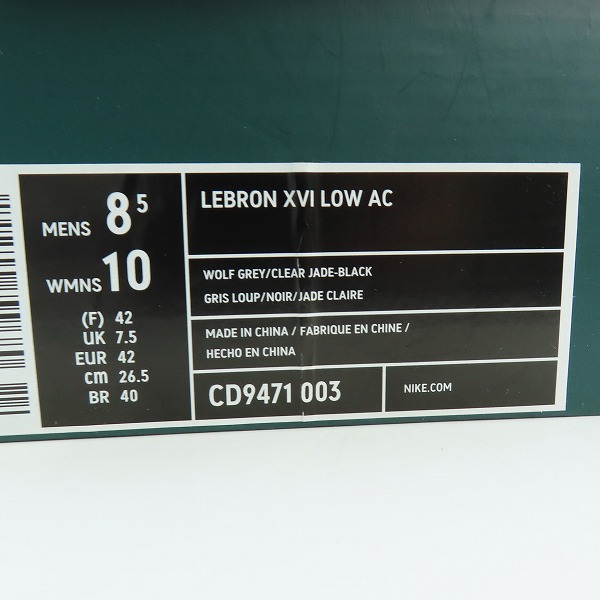 MENS 8 5
WMNS 10
(F) 42
UK 7.5
EUR 42
cm 26.5
BR 40
LEBRON XVI LOW AC
WOLF GREY/CLEAR JADE-BLACK
GRIS LOUP/NOIR/JADE CLAIRE
MADE IN CHINA / FABRIQUE EN CHINE /
HECHO EN CHINA
CD9471 003
NIKE.COM